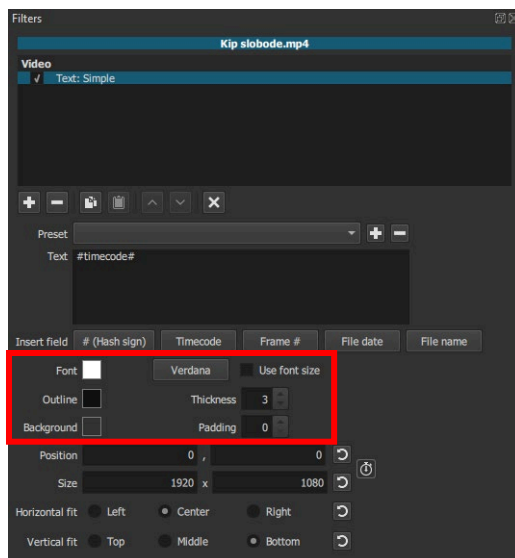 Filters
Kip slobode.mp4
Video
√ Text: Simple
Preset
Text #timecode#
Insert field # (Hash sign) Timecode Frame # File date File name
Font Verdana Use font size
Outline Thickness 3
Background Padding 0
Position 0 , 0
Size 1920 x 1080
Horizontal fit Left Center Right
Vertical fit Top Middle Bottom